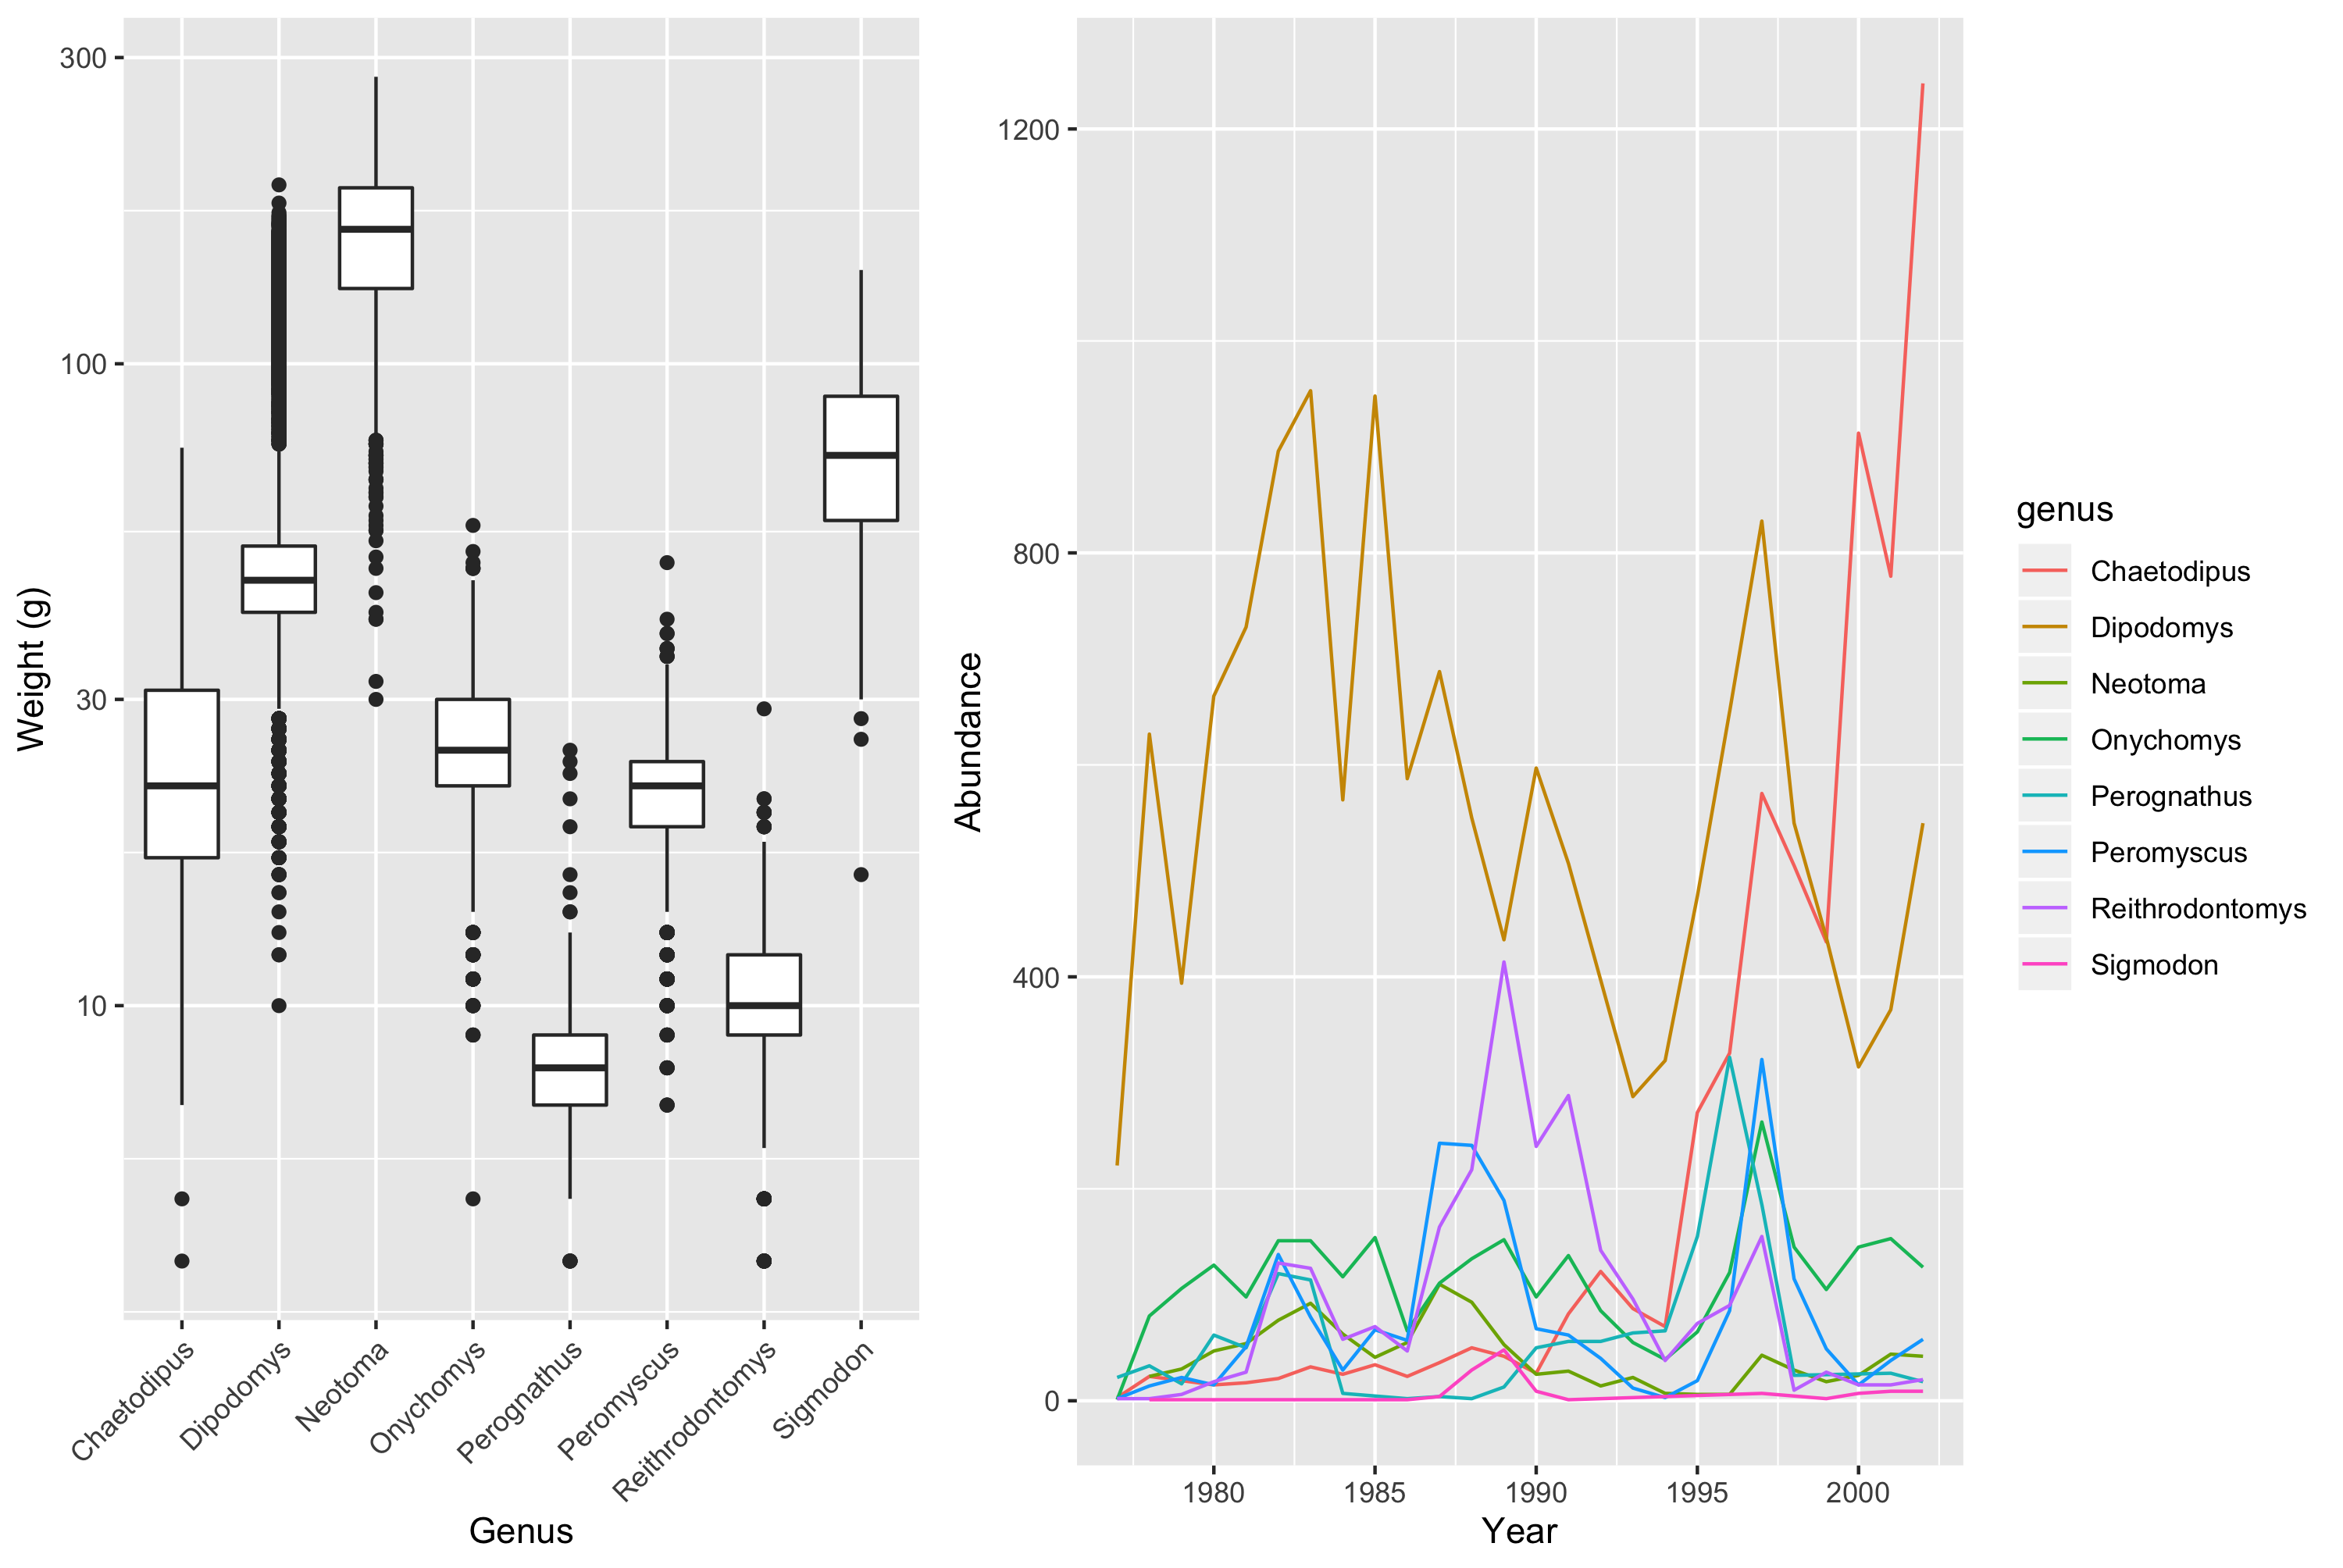 300
100
30
10
Weight (g)
Chaetodipus
Dipodomys
Neotoma
Onychomys
Perognathus
Peromyscus
Reithrodontomys
Sigmodon
Genus
1200
800
400
0
Abundance
1980
1985
1990
1995
2000
Year
genus
Chaetodipus
Dipodomys
Neotoma
Onychomys
Perognathus
Peromyscus
Reithrodontomys
Sigmodon